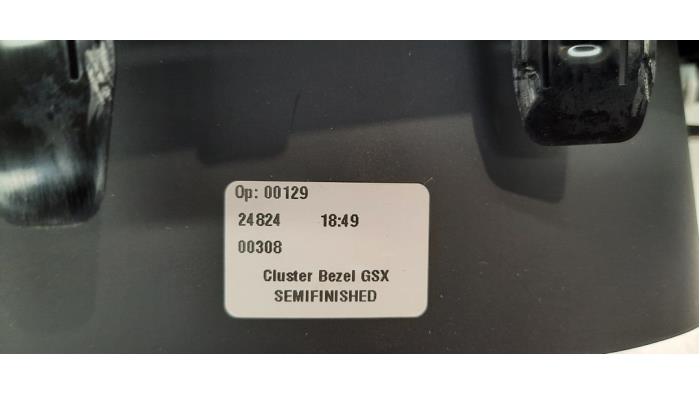 Op: 00129
24824 18:49
00308
Cluster Bezel GSX
SEMIFINISHED